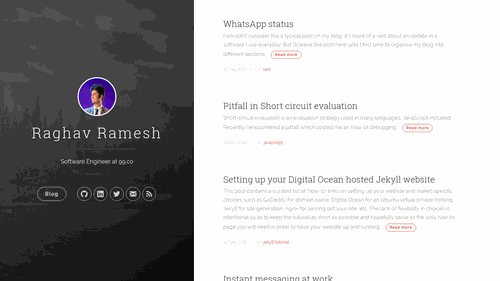 Raghav Ramesh
Software Engineer at 99.co
Blog
WhatsApp status
I wouldn't consider this a typical post on my blog. It's more of a rant about an update in a
software I use everyday. But I'll leave this post here until I find time to organise my blog into
different sections. Read more
rant
Pitfall in Short circuit evaluation
Short-circuit evaluation is an evaluation strategy used in many languages, JavaScript included.
Recently I encountered a pitfall which costed me an hour of debugging. Read more
javascript
Setting up your Digital Ocean hosted Jekyll website
This post contains a curated list of 'how-to' links on setting up your website and makes specific
choices such as GoDaddy for domain name, Digital Ocean for an Ubuntu virtual private hosting,
Jekyll for site generation, nginx for serving out your site, etc. The lack of flexibility in choices is
intentional so as to keep the tutorial as short as possible and hopefully serve as the only how-to
page you will need in order to have your website up and running. Read more
jekyll tutorial
Instant messaging at work